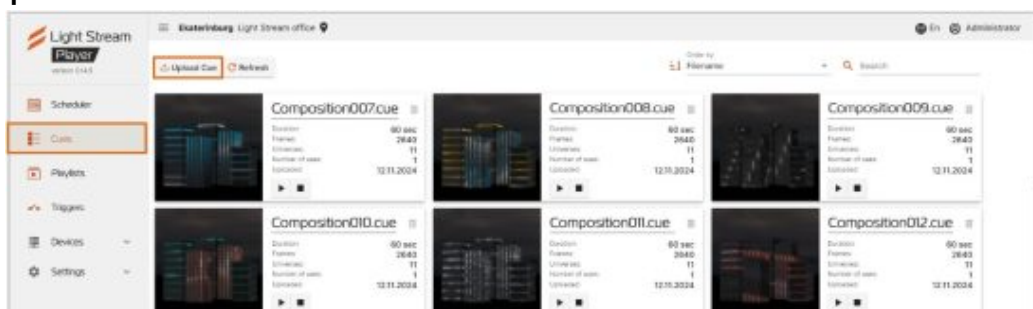 Light Stream
Player
Ekaterinburg Light Stream office
En Administrator
Upload Cue Refresh
Order by
Filename
Search
Scheduler
Cues
Playlists
Triggers
Devices
Settings
Composition007.cue
Duration 60 sec
Frames 2640
Universes 11
Number of uses 1
Uploaded 12.11.2024
Composition008.cue
Duration 60 sec
Frames 2640
Universes 11
Number of uses 1
Uploaded 12.11.2024
Composition009.cue
Duration 60 sec
Frames 2640
Universes 11
Number of uses 1
Uploaded 12.11.2024
Composition010.cue
Duration 60 sec
Frames 2640
Universes 11
Number of uses 1
Uploaded 12.11.2024
Composition011.cue
Duration 60 sec
Frames 2640
Universes 11
Number of uses 1
Uploaded 12.11.2024
Composition012.cue
Duration 60 sec
Frames 2640
Universes 11
Number of uses 1
Uploaded 12.11.2024